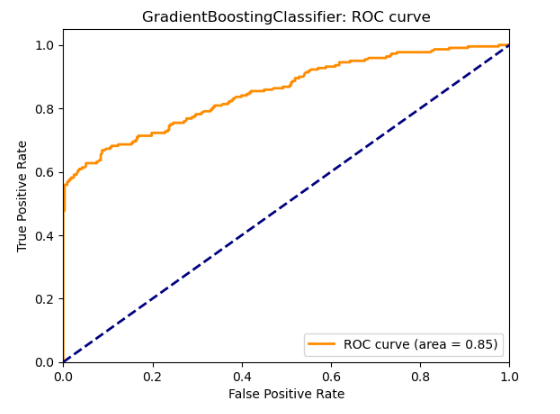 GradientBoostingClassifier: ROC curve
1.0
0.8
0.6
0.4
0.2
0.0
True Positive Rate
ROC curve (area = 0.85)
0.0 0.2 0.4 0.6 0.8 1.0
False Positive Rate